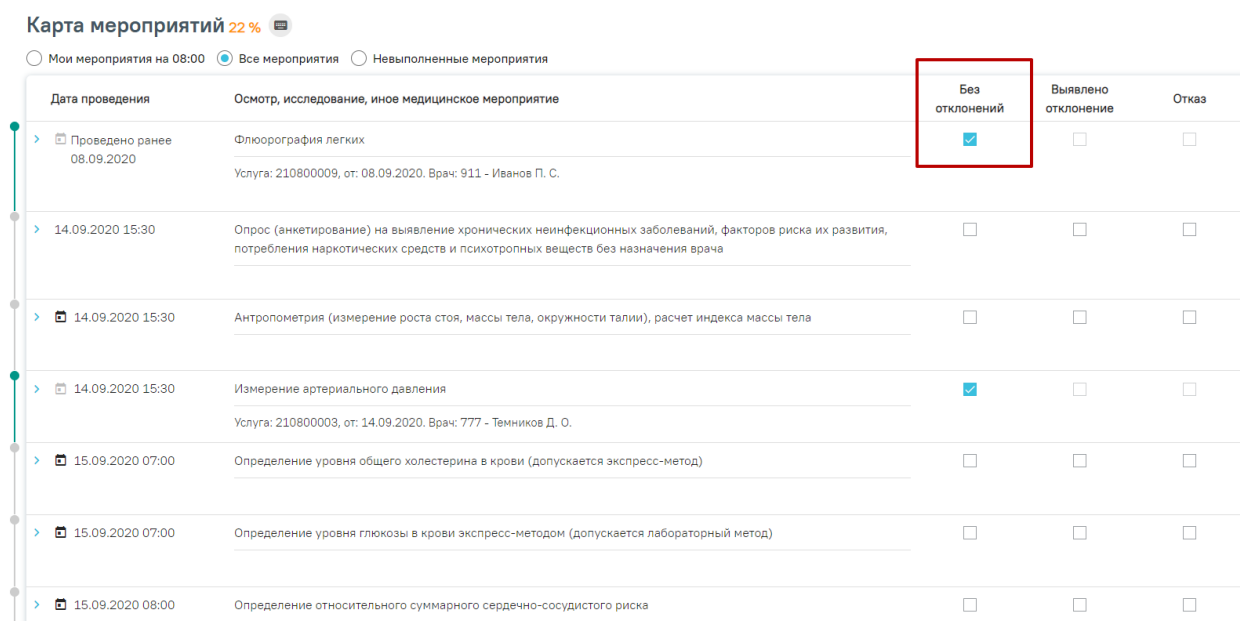 Карта мероприятий 22 %
Мои мероприятия на 08:00 Все мероприятия Невыполненные мероприятия
Дата проведения Осмотр, исследование, иное медицинское мероприятие Без отклонений Выявлено отклонение Отказ
Проведено ранее Флюорография легких
08.09.2020
Услуга: 210800009, от: 08.09.2020. Врач: 911 - Иванов П. С.
14.09.2020 15:30 Опрос (анкетирование) на выявление хронических неинфекционных заболеваний, факторов риска их развития,
потребления наркотических средств и психотропных веществ без назначения врача
14.09.2020 15:30 Антропометрия (измерение роста стоя, массы тела, окружности талии), расчет индекса массы тела
14.09.2020 15:30 Измерение артериального давления
Услуга: 210800003, от: 14.09.2020. Врач: 777 - Темников Д. О.
15.09.2020 07:00 Определение уровня общего холестерина в крови (допускается экспресс-метод)
15.09.2020 07:00 Определение уровня глюкозы в крови экспресс-методом (допускается лабораторный метод)
15.09.2020 08:00 Определение относительного суммарного сердечно-сосудистого риска